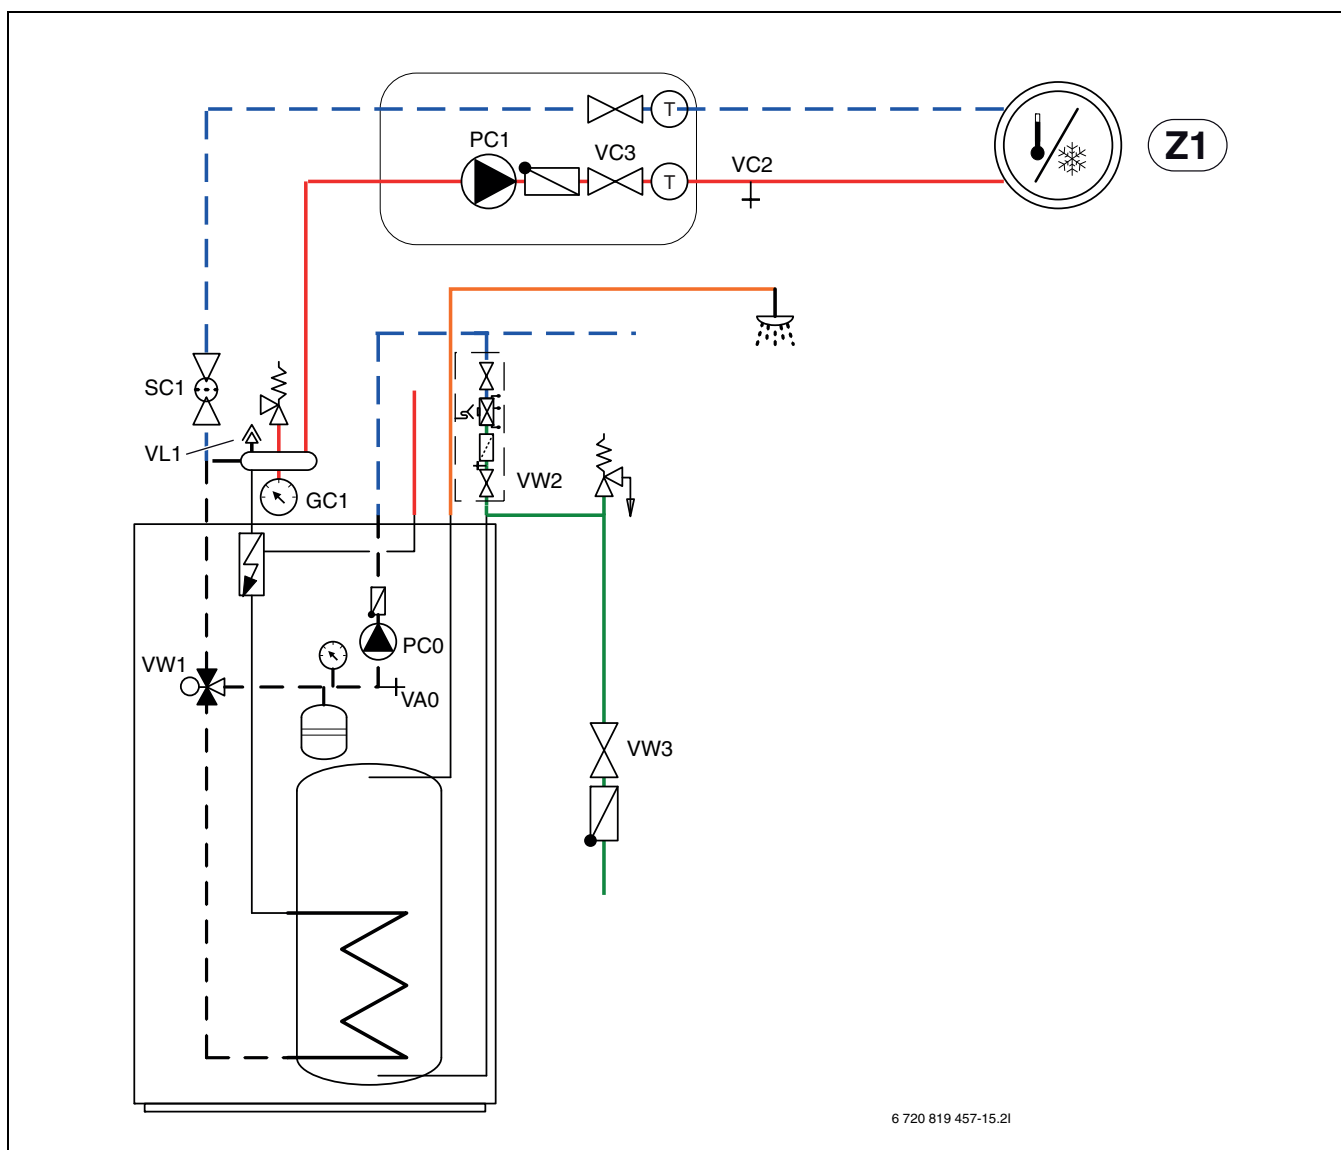 T
PC1
VC3
T
VC2
Z1
SC1
VL1
GC1
VW2
PC0
VW1
VA0
VW3
6 720 819 457-15.2I